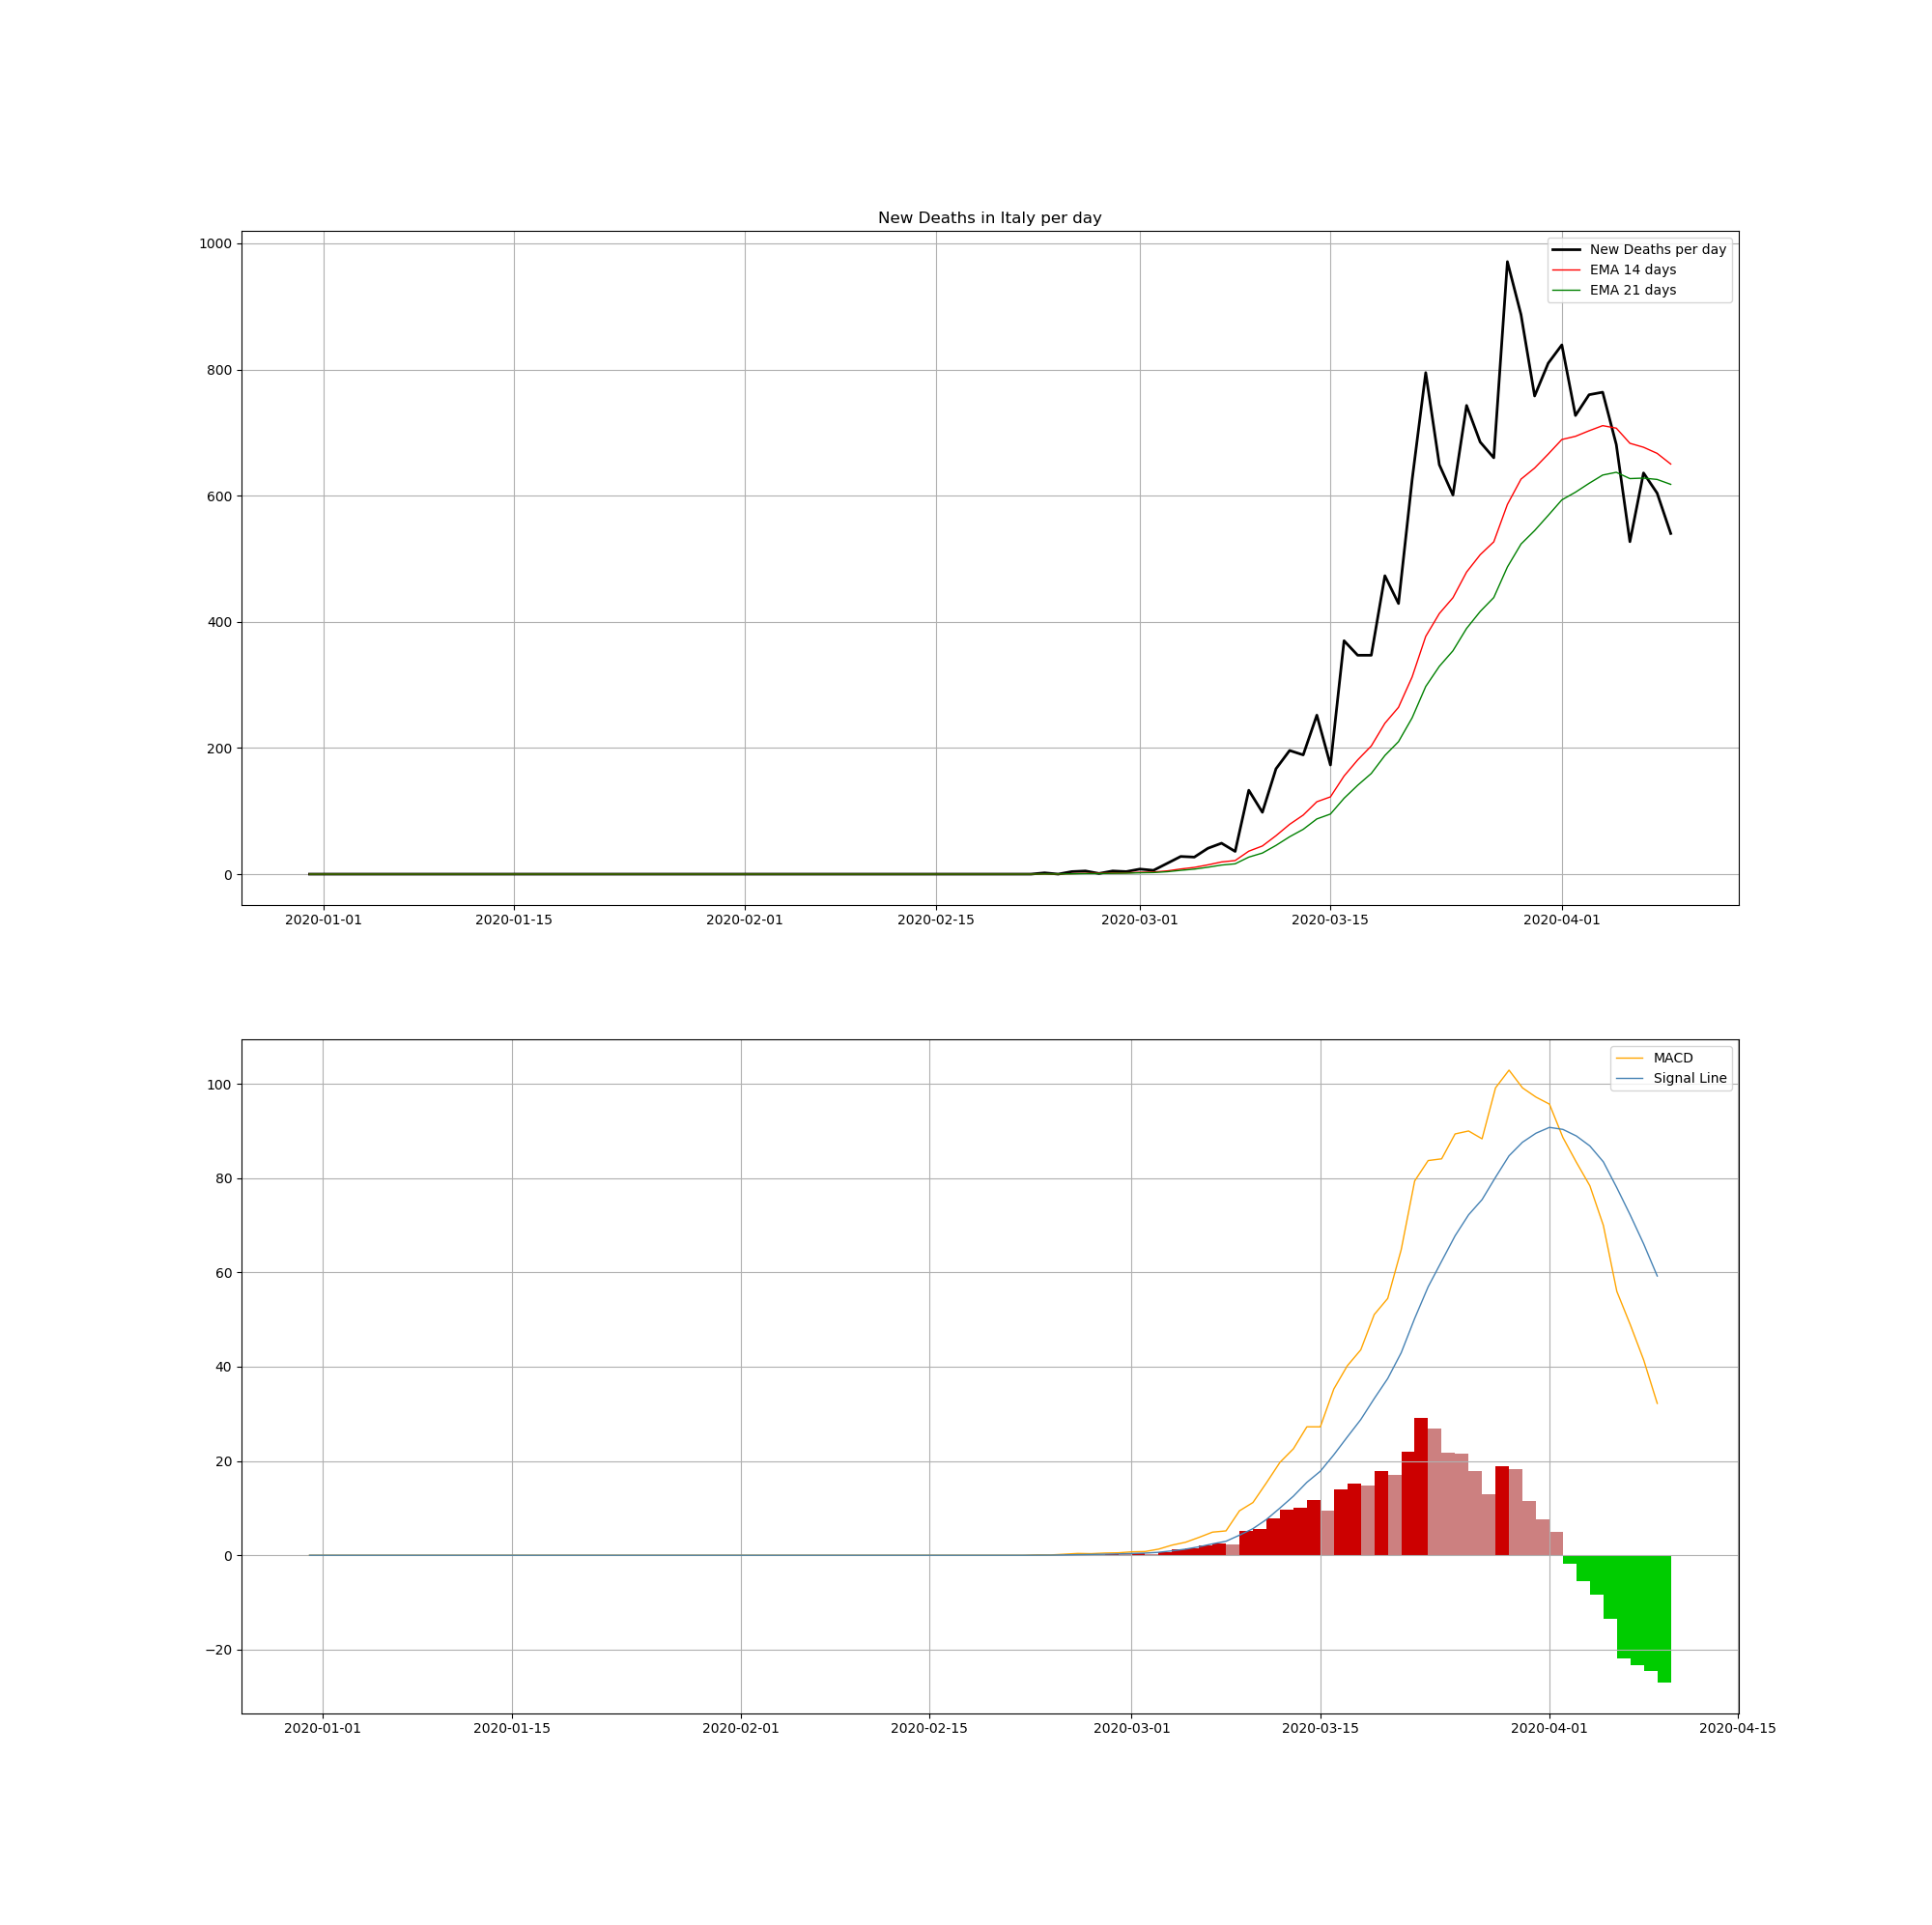 New Deaths in Italy per day
1000
800
600
400
200
0
New Deaths per day
EMA 14 days
EMA 21 days
2020-01-01 2020-01-15 2020-02-01 2020-02-15 2020-03-01 2020-03-15 2020-04-01
100
80
60
40
20
0
−20
MACD
Signal Line
2020-01-01 2020-01-15 2020-02-01 2020-02-15 2020-03-01 2020-03-15 2020-04-01 2020-04-15